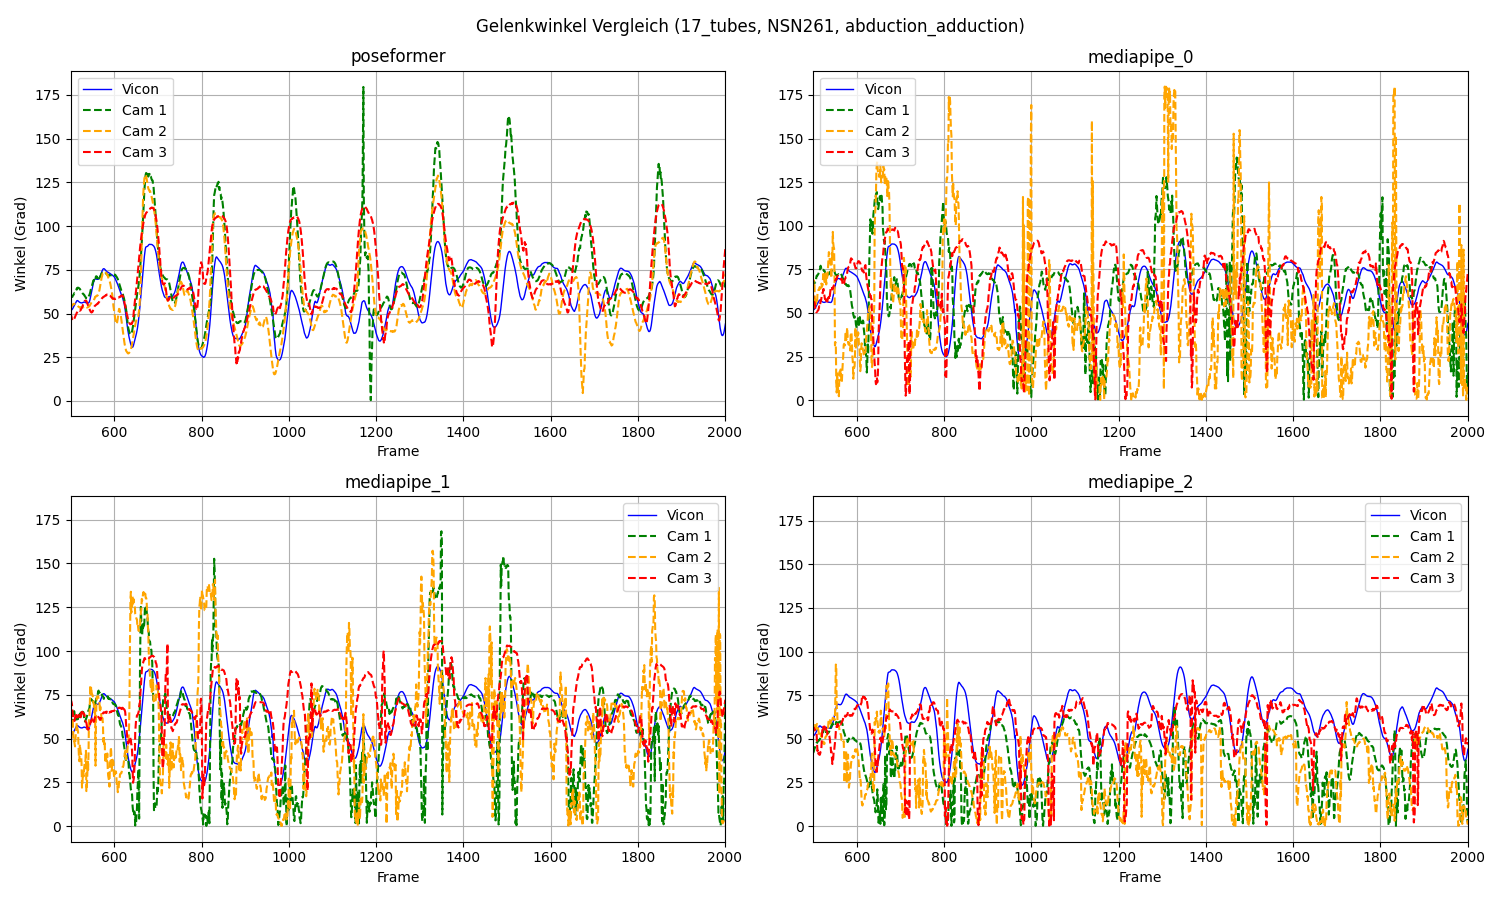 Gelenkwinkel Vergleich (17_tubes, NSN261, abduction_adduction)
poseformer
Winkel (Grad)
175
150
125
100
75
50
25
0
Vicon
Cam 1
Cam 2
Cam 3
600 800 1000 1200 1400 1600 1800 2000
Frame
mediapipe_0
Winkel (Grad)
175
150
125
100
75
50
25
0
Vicon
Cam 1
Cam 2
Cam 3
600 800 1000 1200 1400 1600 1800 2000
Frame
mediapipe_1
Winkel (Grad)
175
150
125
100
75
50
25
0
Vicon
Cam 1
Cam 2
Cam 3
600 800 1000 1200 1400 1600 1800 2000
Frame
mediapipe_2
Winkel (Grad)
175
150
125
100
75
50
25
0
Vicon
Cam 1
Cam 2
Cam 3
600 800 1000 1200 1400 1600 1800 2000
Frame